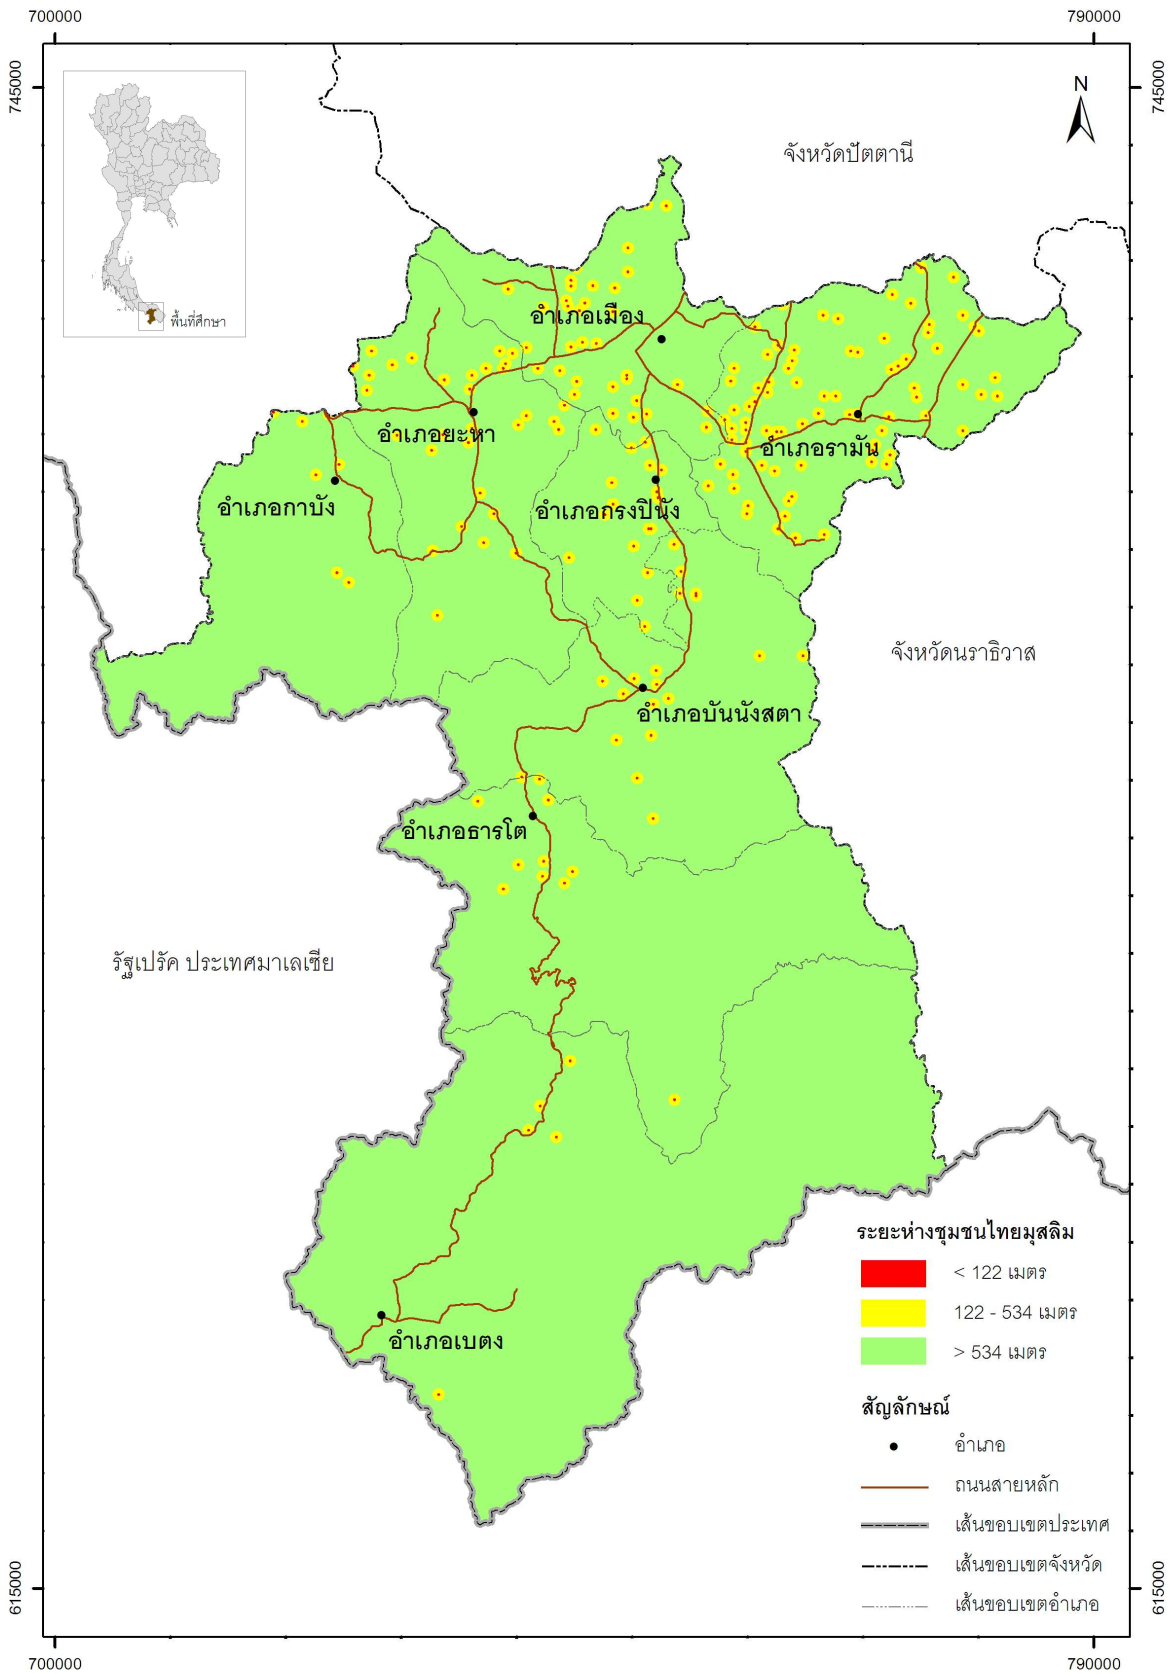 700000
790000
745000
745000
N
จังหวัดปัตตานี
พื้นที่ศึกษา
อำเภอเมือง
อำเภอยะหา
อำเภอรามัน
อำเภอกาบัง
อำเภอกรงปินัง
จังหวัดนราธิวาส
อำเภอบันนังสตา
อำเภอธารโต
รัฐเปรัค ประเทศมาเลเซีย
ระยะห่างชุมชนไทยมุสลิม
< 122 เมตร
122 - 534 เมตร
> 534 เมตร
อำเภอเบตง
สัญลักษณ์
อำเภอ
ถนนสายหลัก
เส้นขอบเขตประเทศ
เส้นขอบเขตจังหวัด
เส้นขอบเขตอำเภอ
615000
615000
700000
790000